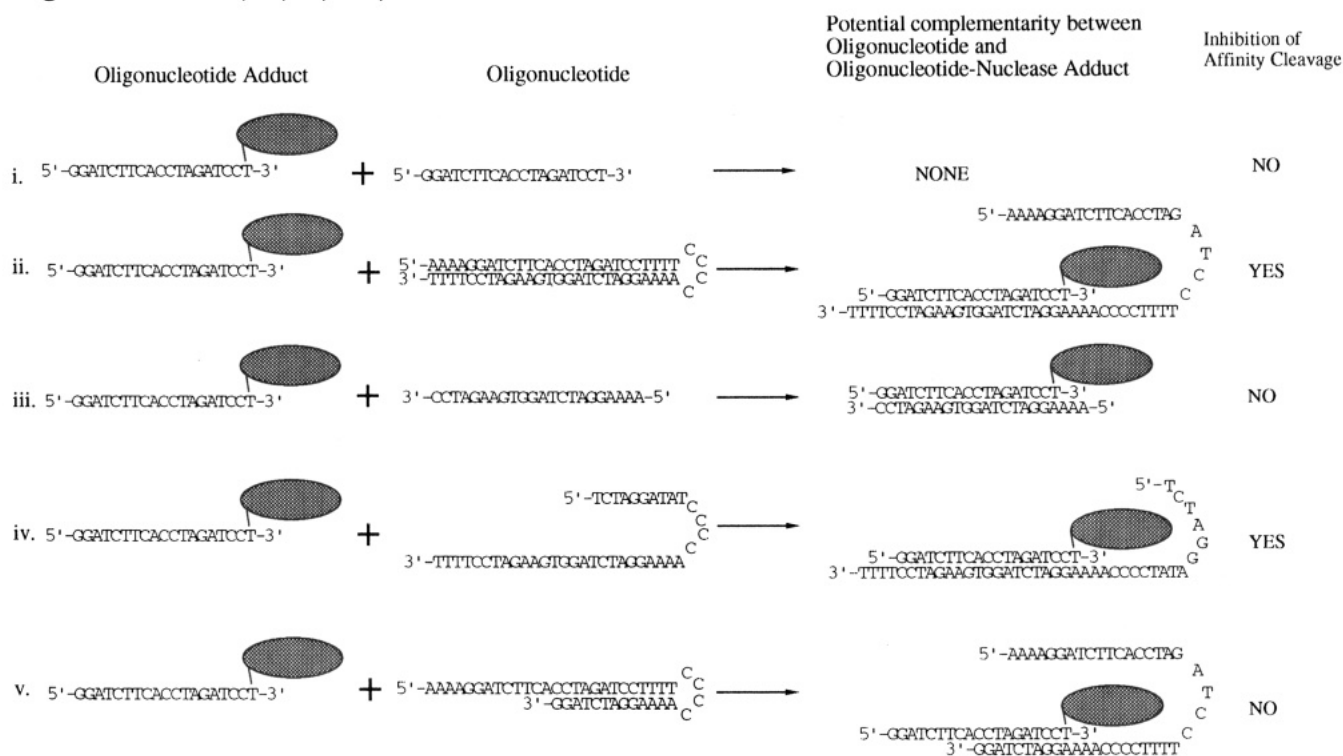 Potential complementarity between
Oligonucleotide and
Oligonucleotide-Nuclease Adduct
Inhibition of
Affinity Cleavage
Oligonucleotide Adduct
Oligonucleotide
i. 5'-GGATCTTCACCTAGATCCT-3' + 5'-GGATCTTCACCTAGATCCT-3' NONE NO
ii. 5'-GGATCTTCACCTAGATCCT-3' +
5'-AAAAGGATCTTCACCTAGATCCTTTT
3'-TTTTCCTAGAAGTGGATCTAGGAAAA
C
C
C
C
5'-AAAAGGATCTTCACCTAG
A
T
C
C
C
5'-GGATCTTCACCTAGATCCT-3'
3'-TTTTCCTAGAAGTGGATCTAGGAAAACCCCTTTT
YES
iii. 5'-GGATCTTCACCTAGATCCT-3' + 3'-CCTAGAAGTGGATCTAGGAAAA-5'
5'-GGATCTTCACCTAGATCCT-3'
3'-CCTAGAAGTGGATCTAGGAAAA-5'
NO
iv. 5'-GGATCTTCACCTAGATCCT-3' +
5'-TCTAGGATAT
C
C
C
C
3'-TTTTCCTAGAAGTGGATCTAGGAAAA
5'-T
C
T
A
G
G
5'-GGATCTTCACCTAGATCCT-3'
3'-TTTTCCTAGAAGTGGATCTAGGAAAACCCCTATA
YES
v. 5'-GGATCTTCACCTAGATCCT-3' +
5'-AAAAGGATCTTCACCTAGATCCTTTT
3'-GGATCTAGGAAAA
C
C
C
C
5'-AAAAGGATCTTCACCTAG
A
T
C
C
C
5'-GGATCTTCACCTAGATCCT-3'
3'-GGATCTAGGAAAACCCCTTTT
NO